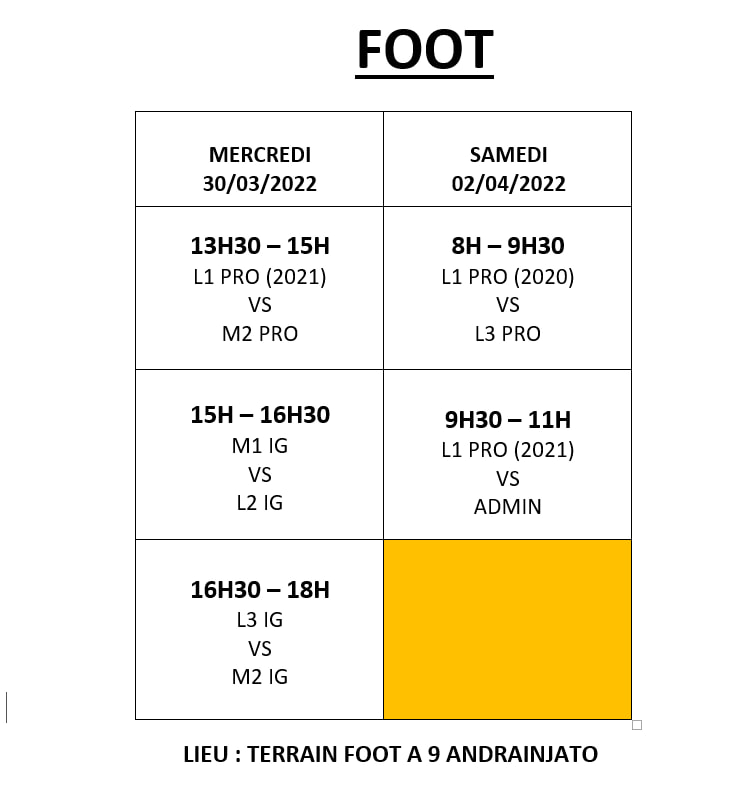 FOOT
MERCREDI
30/03/2022
SAMEDI
02/04/2022
13H30 – 15H
L1 PRO (2021)
VS
M2 PRO
8H – 9H30
L1 PRO (2020)
VS
L3 PRO
15H – 16H30
M1 IG
VS
L2 IG
9H30 – 11H
L1 PRO (2021)
VS
ADMIN
16H30 – 18H
L3 IG
VS
M2 IG
LIEU : TERRAIN FOOT A 9 ANDRAINJATO